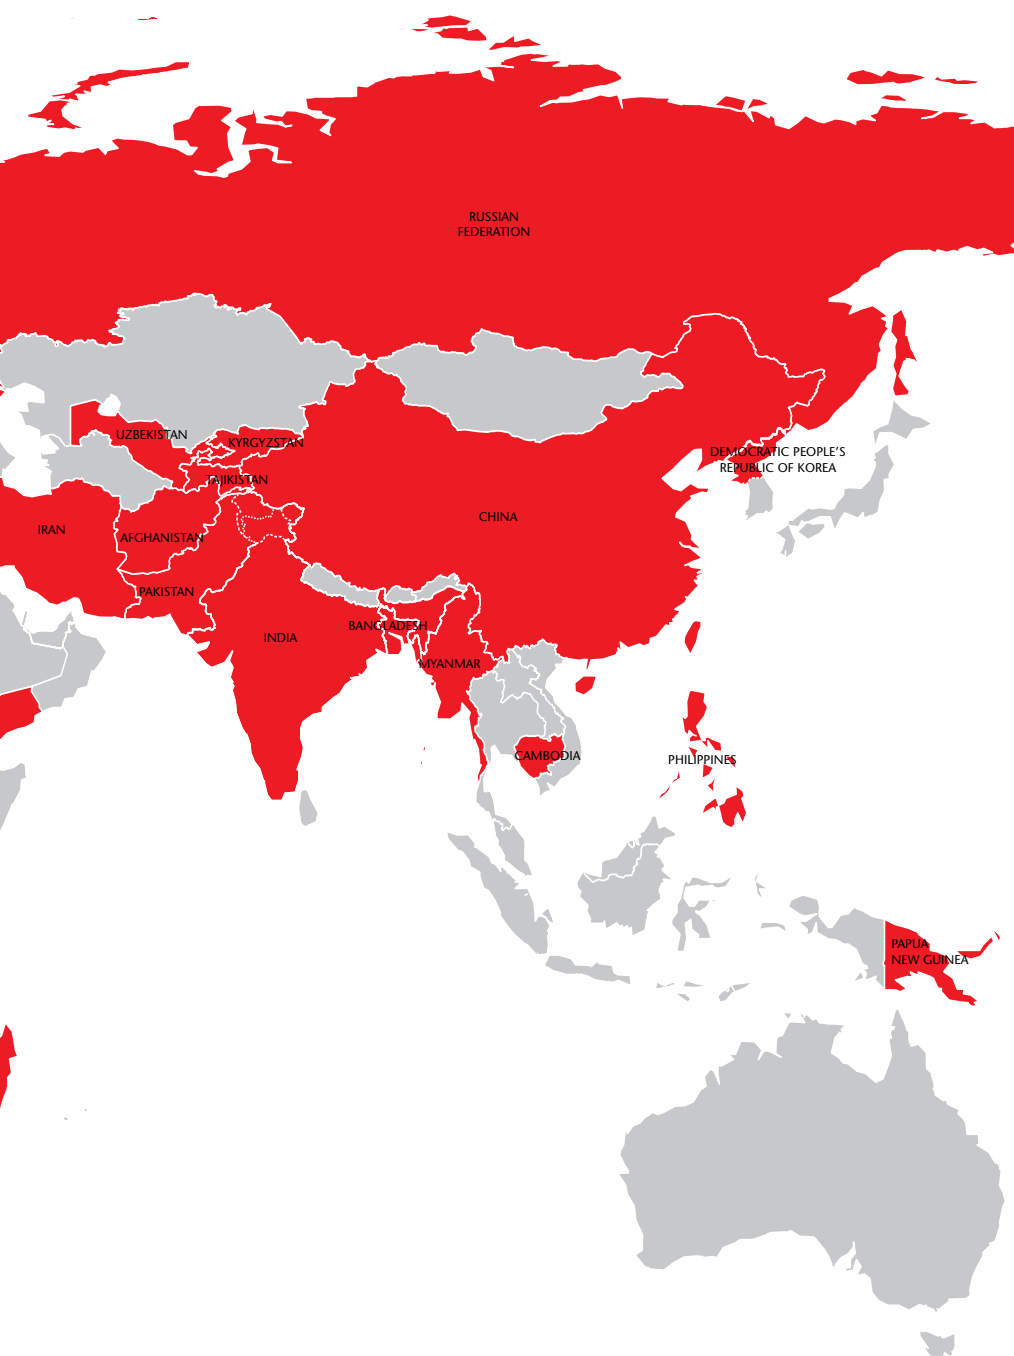 RUSSIAN
FEDERATION
UZBEKISTAN
KYRGYZSTAN
DEMOCRATIC PEOPLE’S
REPUBLIC OF KOREA
TAJIKISTAN
CHINA
IRAN
AFGHANISTAN
PAKISTAN
BANGLADESH
INDIA
MYANMAR
CAMBODIA
PHILIPPINES
PAPUA
NEW GUINEA